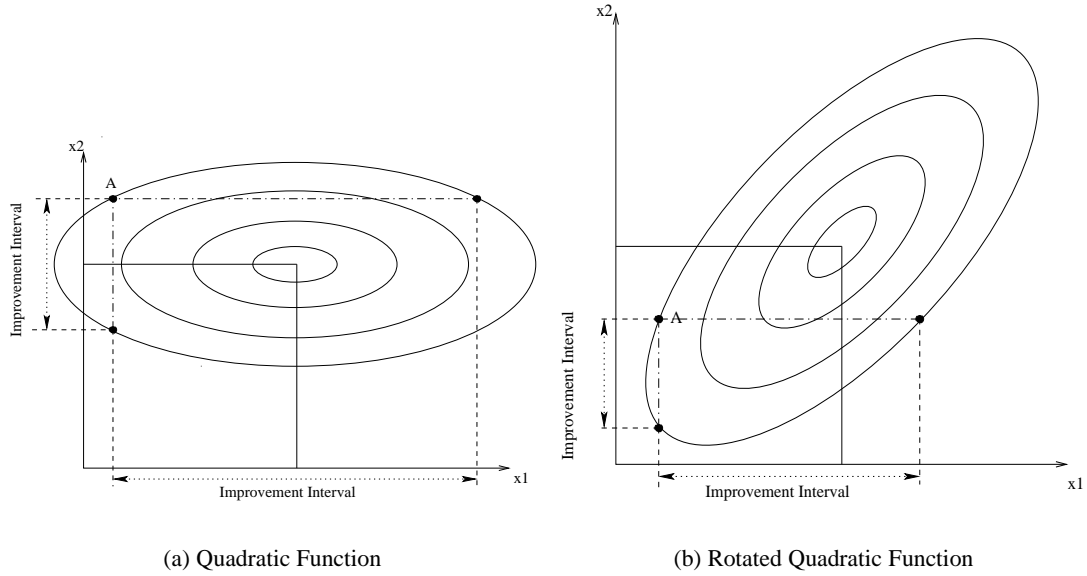 x2
A
Improvement Interval
x1
Improvement Interval
(a) Quadratic Function
x2
A
Improvement Interval
x1
Improvement Interval
(b) Rotated Quadratic Function